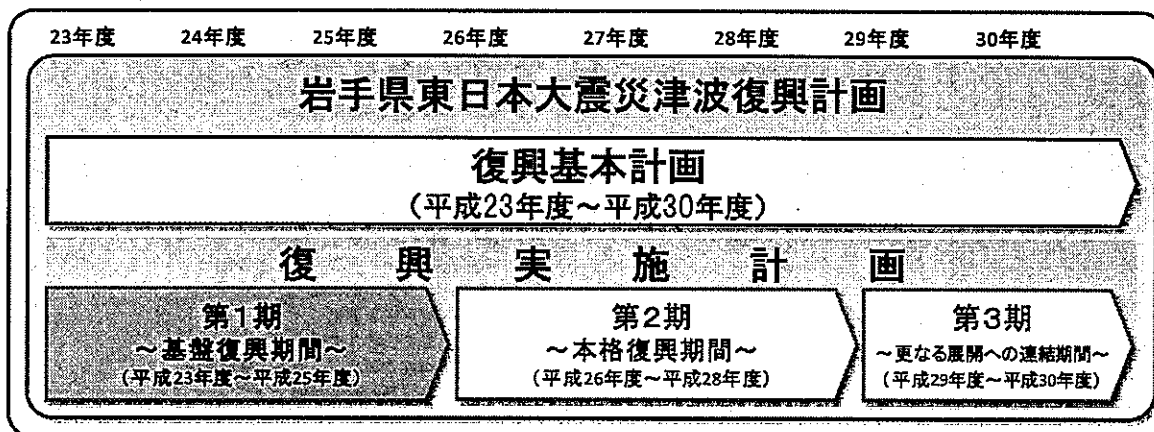 23年度 24年度 25年度 26年度 27年度 28年度 29年度 30年度
岩手県東日本大震災津波復興計画
復興基本計画
(平成23年度～平成30年度)
復興実施計画
第1期
～基盤復興期間～
(平成23年度～平成25年度)
第2期
～本格復興期間～
(平成26年度～平成28年度)
第3期
～更なる展開への連結期間～
(平成29年度～平成30年度)